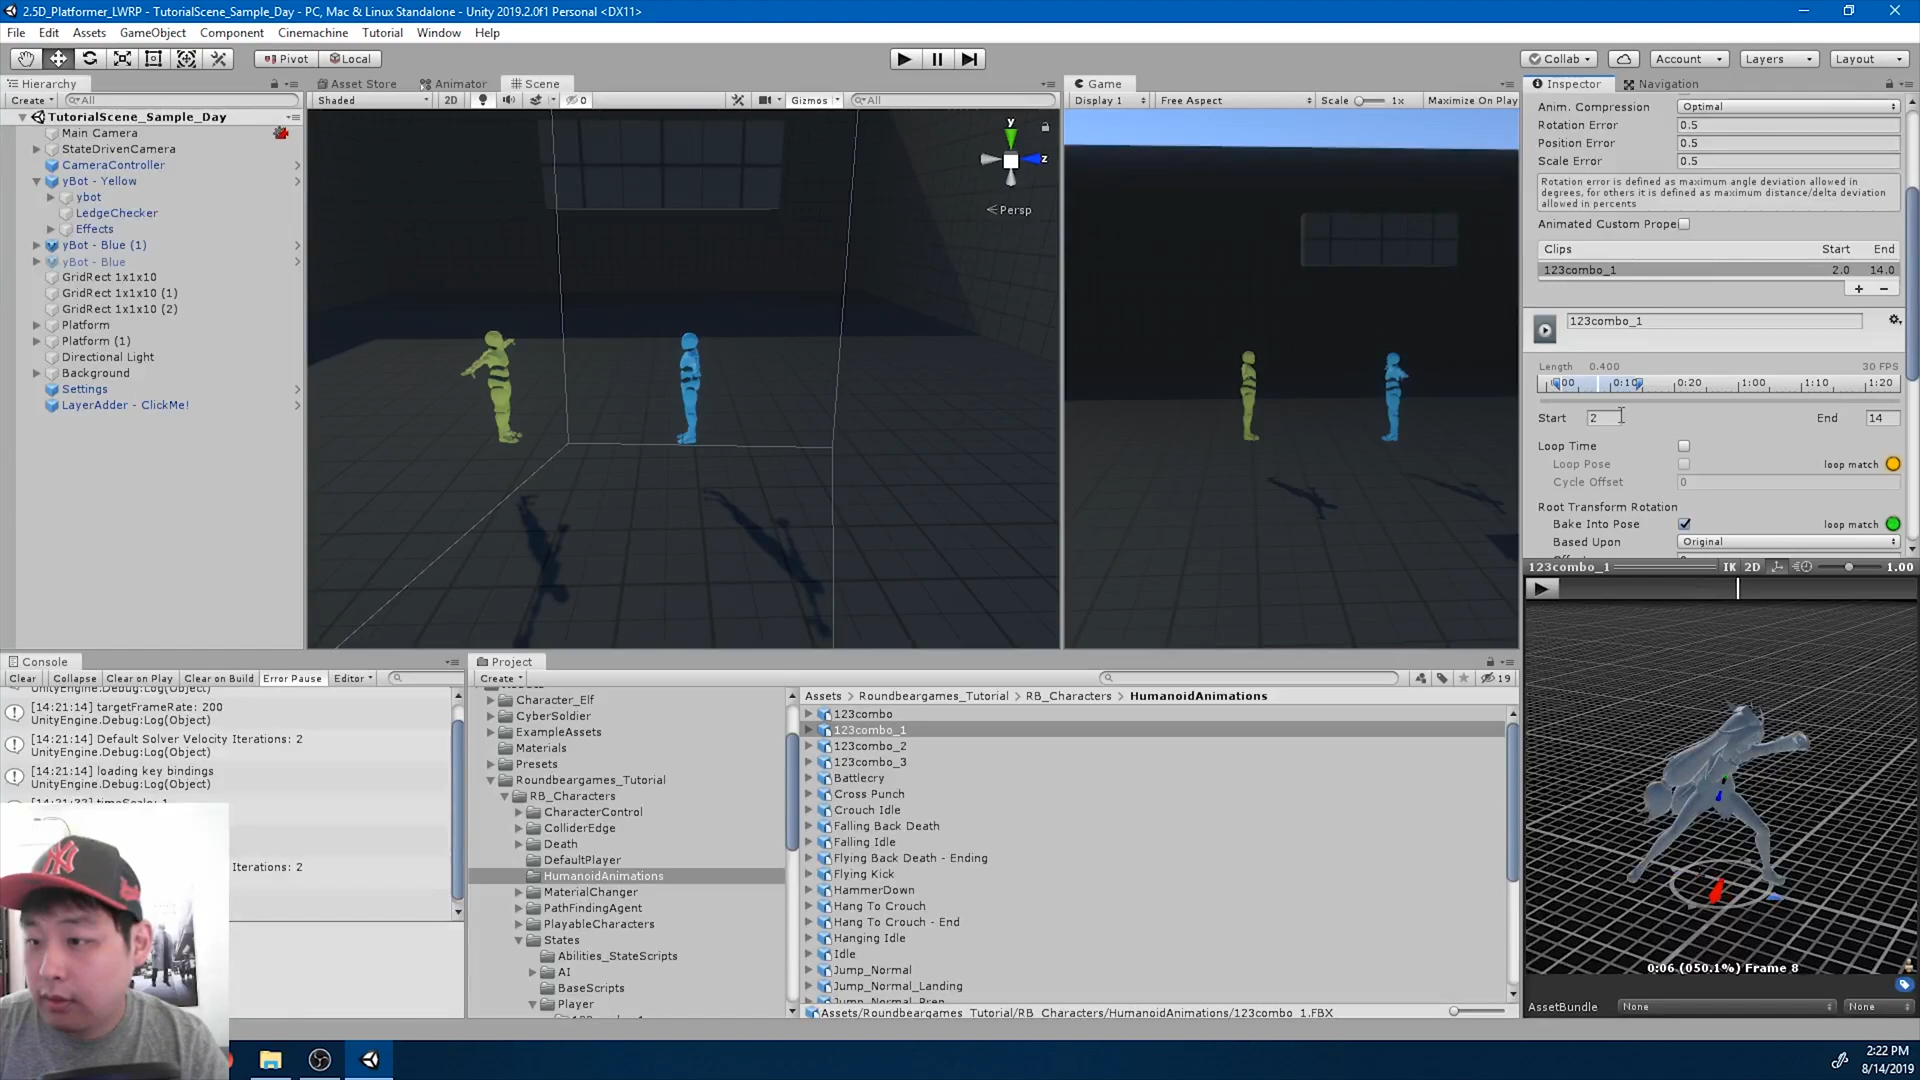 2.5D_Platformer_LWRP - TutorialScene_Sample_Day - PC, Mac & Linux Standalone - Unity 2019.2.0f1 Personal <DX11>
File Edit Assets GameObject Component Cinemachine Tutorial Window Help
Pivot Local Collab Account Layers Layout
Hierarchy
Create All
TutorialScene_Sample_Day
Main Camera
StateDrivenCamera
CameraController
yBot - Yellow
ybot
LedgeChecker
Effects
yBot - Blue (1)
yBot - Blue
GridRect 1x1x10
GridRect 1x1x10 (1)
GridRect 1x1x10 (2)
Platform
Platform (1)
Directional Light
Background
Settings
LayerAdder - ClickMe!
Asset Store Animator Scene
Shaded 2D 0 Gizmos All
y
z
Persp
Game
Display 1 Free Aspect Scale 1x Maximize On Play
Inspector Navigation
Anim. Compression Optimal
Rotation Error 0.5
Position Error 0.5
Scale Error 0.5
Rotation error is defined as maximum angle deviation allowed in
degrees, for others it is defined as maximum distance/delta deviation
allowed in percents
Animated Custom Prope
Clips Start End
123combo_1 2.0 14.0
+ −
123combo_1
Length 0.400 30 FPS
0:10 0:20 1:00 1:10 1:20
Start 2 End 14
Loop Time
Loop Pose loop match
Cycle Offset 0
Root Transform Rotation
Bake Into Pose loop match
Based Upon Original
123combo_1 IK 2D 1.00
0:06 (050.1%) Frame 8
AssetBundle None None
Console
Clear Collapse Clear on Play Clear on Build Error Pause Editor
UnityEngine.Debug:Log(Object)
[14:21:14] targetFrameRate: 200
UnityEngine.Debug:Log(Object)
[14:21:14] Default Solver Velocity Iterations: 2
UnityEngine.Debug:Log(Object)
[14:21:14] loading key bindings
UnityEngine.Debug:Log(Object)
Iterations: 2
Project
Create 19
Character_Elf
CyberSoldier
ExampleAssets
Materials
Presets
Roundbeargames_Tutorial
RB_Characters
CharacterControl
ColliderEdge
Death
DefaultPlayer
HumanoidAnimations
MaterialChanger
PathFindingAgent
PlayableCharacters
States
Abilities_StateScripts
AI
BaseScripts
Player
Assets > Roundbeargames_Tutorial > RB_Characters > HumanoidAnimations
123combo
123combo_1
123combo_2
123combo_3
Battlecry
Cross Punch
Crouch Idle
Falling Back Death
Falling Idle
Flying Back Death - Ending
Flying Kick
HammerDown
Hang To Crouch
Hang To Crouch - End
Hanging Idle
Idle
Jump_Normal
Jump_Normal_Landing
Jump_Normal_Prep
Assets/Roundbeargames_Tutorial/RB_Characters/HumanoidAnimations/123combo_1.FBX
2:22 PM
8/14/2019